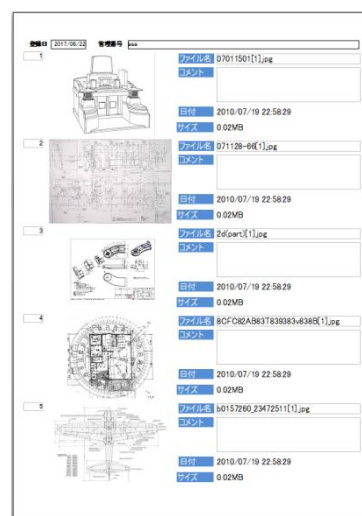 登録日 2017/06/22 管理番号 aaa
1
ファイル名 07011501[1].jpg
コメント
日付 2010/07/19 22:58:29
サイズ 0.02MB
2
ファイル名 071128-66[1].jpg
コメント
日付 2010/07/19 22:58:29
サイズ 0.02MB
3
ファイル名 2d(part)[1].jpg
コメント
日付 2010/07/19 22:58:29
サイズ 0.02MB
4
ファイル名 8CFC82AB83T839383v838B[1].jpg
コメント
日付 2010/07/19 22:58:29
サイズ 0.02MB
5
ファイル名 b0157260_23472511[1].jpg
コメント
日付 2010/07/19 22:58:29
サイズ 0.02MB